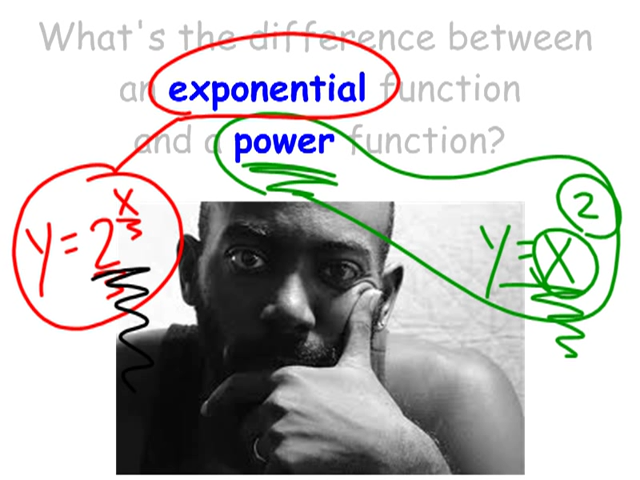 What's the difference between
an exponential function
and a power function?
y = 2^(x/3)
y = x^2